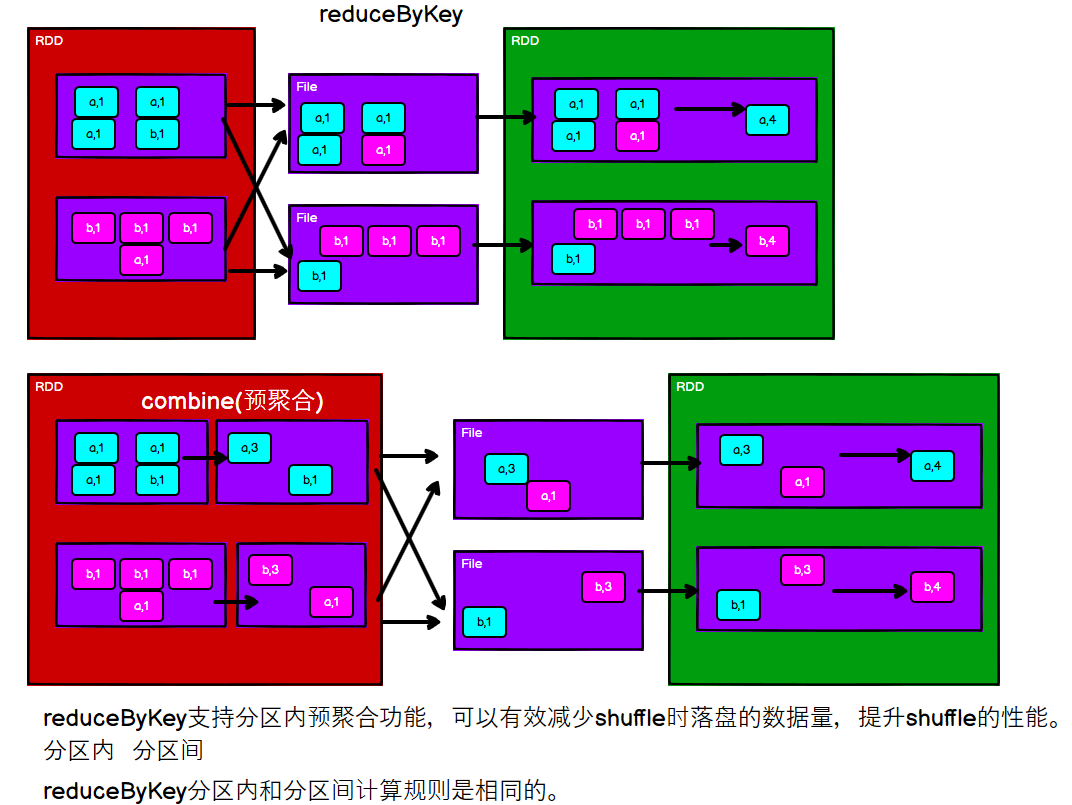 reduceByKey
RDD
RDD
a,1 a,1
a,1 b,1
b,1 b,1 b,1
a,1
File
a,1 a,1
a,1 a,1
File
b,1 b,1 b,1
b,1
a,1 a,1
a,1 a,1
a,4
b,1 b,1 b,1
b,1
b,4
RDD
combine(预聚合)
RDD
a,1 a,1
a,1 b,1
a,3
b,1
b,1 b,1 b,1
a,1
b,3
a,1
File
a,3
a,1
File
b,3
b,1
a,3
a,1
a,4
b,3
b,1
b,4
reduceByKey支持分区内预聚合功能，可以有效减少shuffle时落盘的数据量，提升shuffle的性能。
分区内 分区间
reduceByKey分区内和分区间计算规则是相同的。